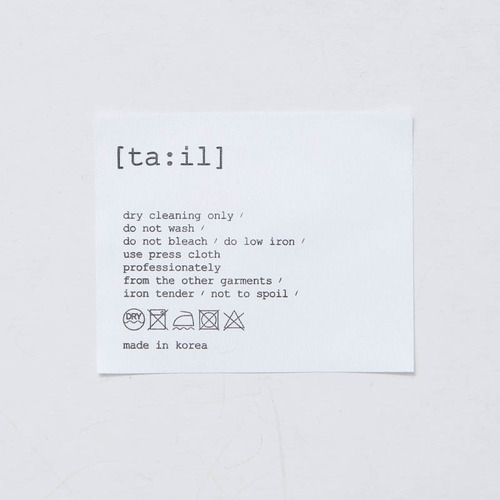 [ta:il]
dry cleaning only /
do not wash /
do not bleach / do low iron /
use press cloth
professionately
from the other garments /
iron tender / not to spoil /
DRY
made in korea